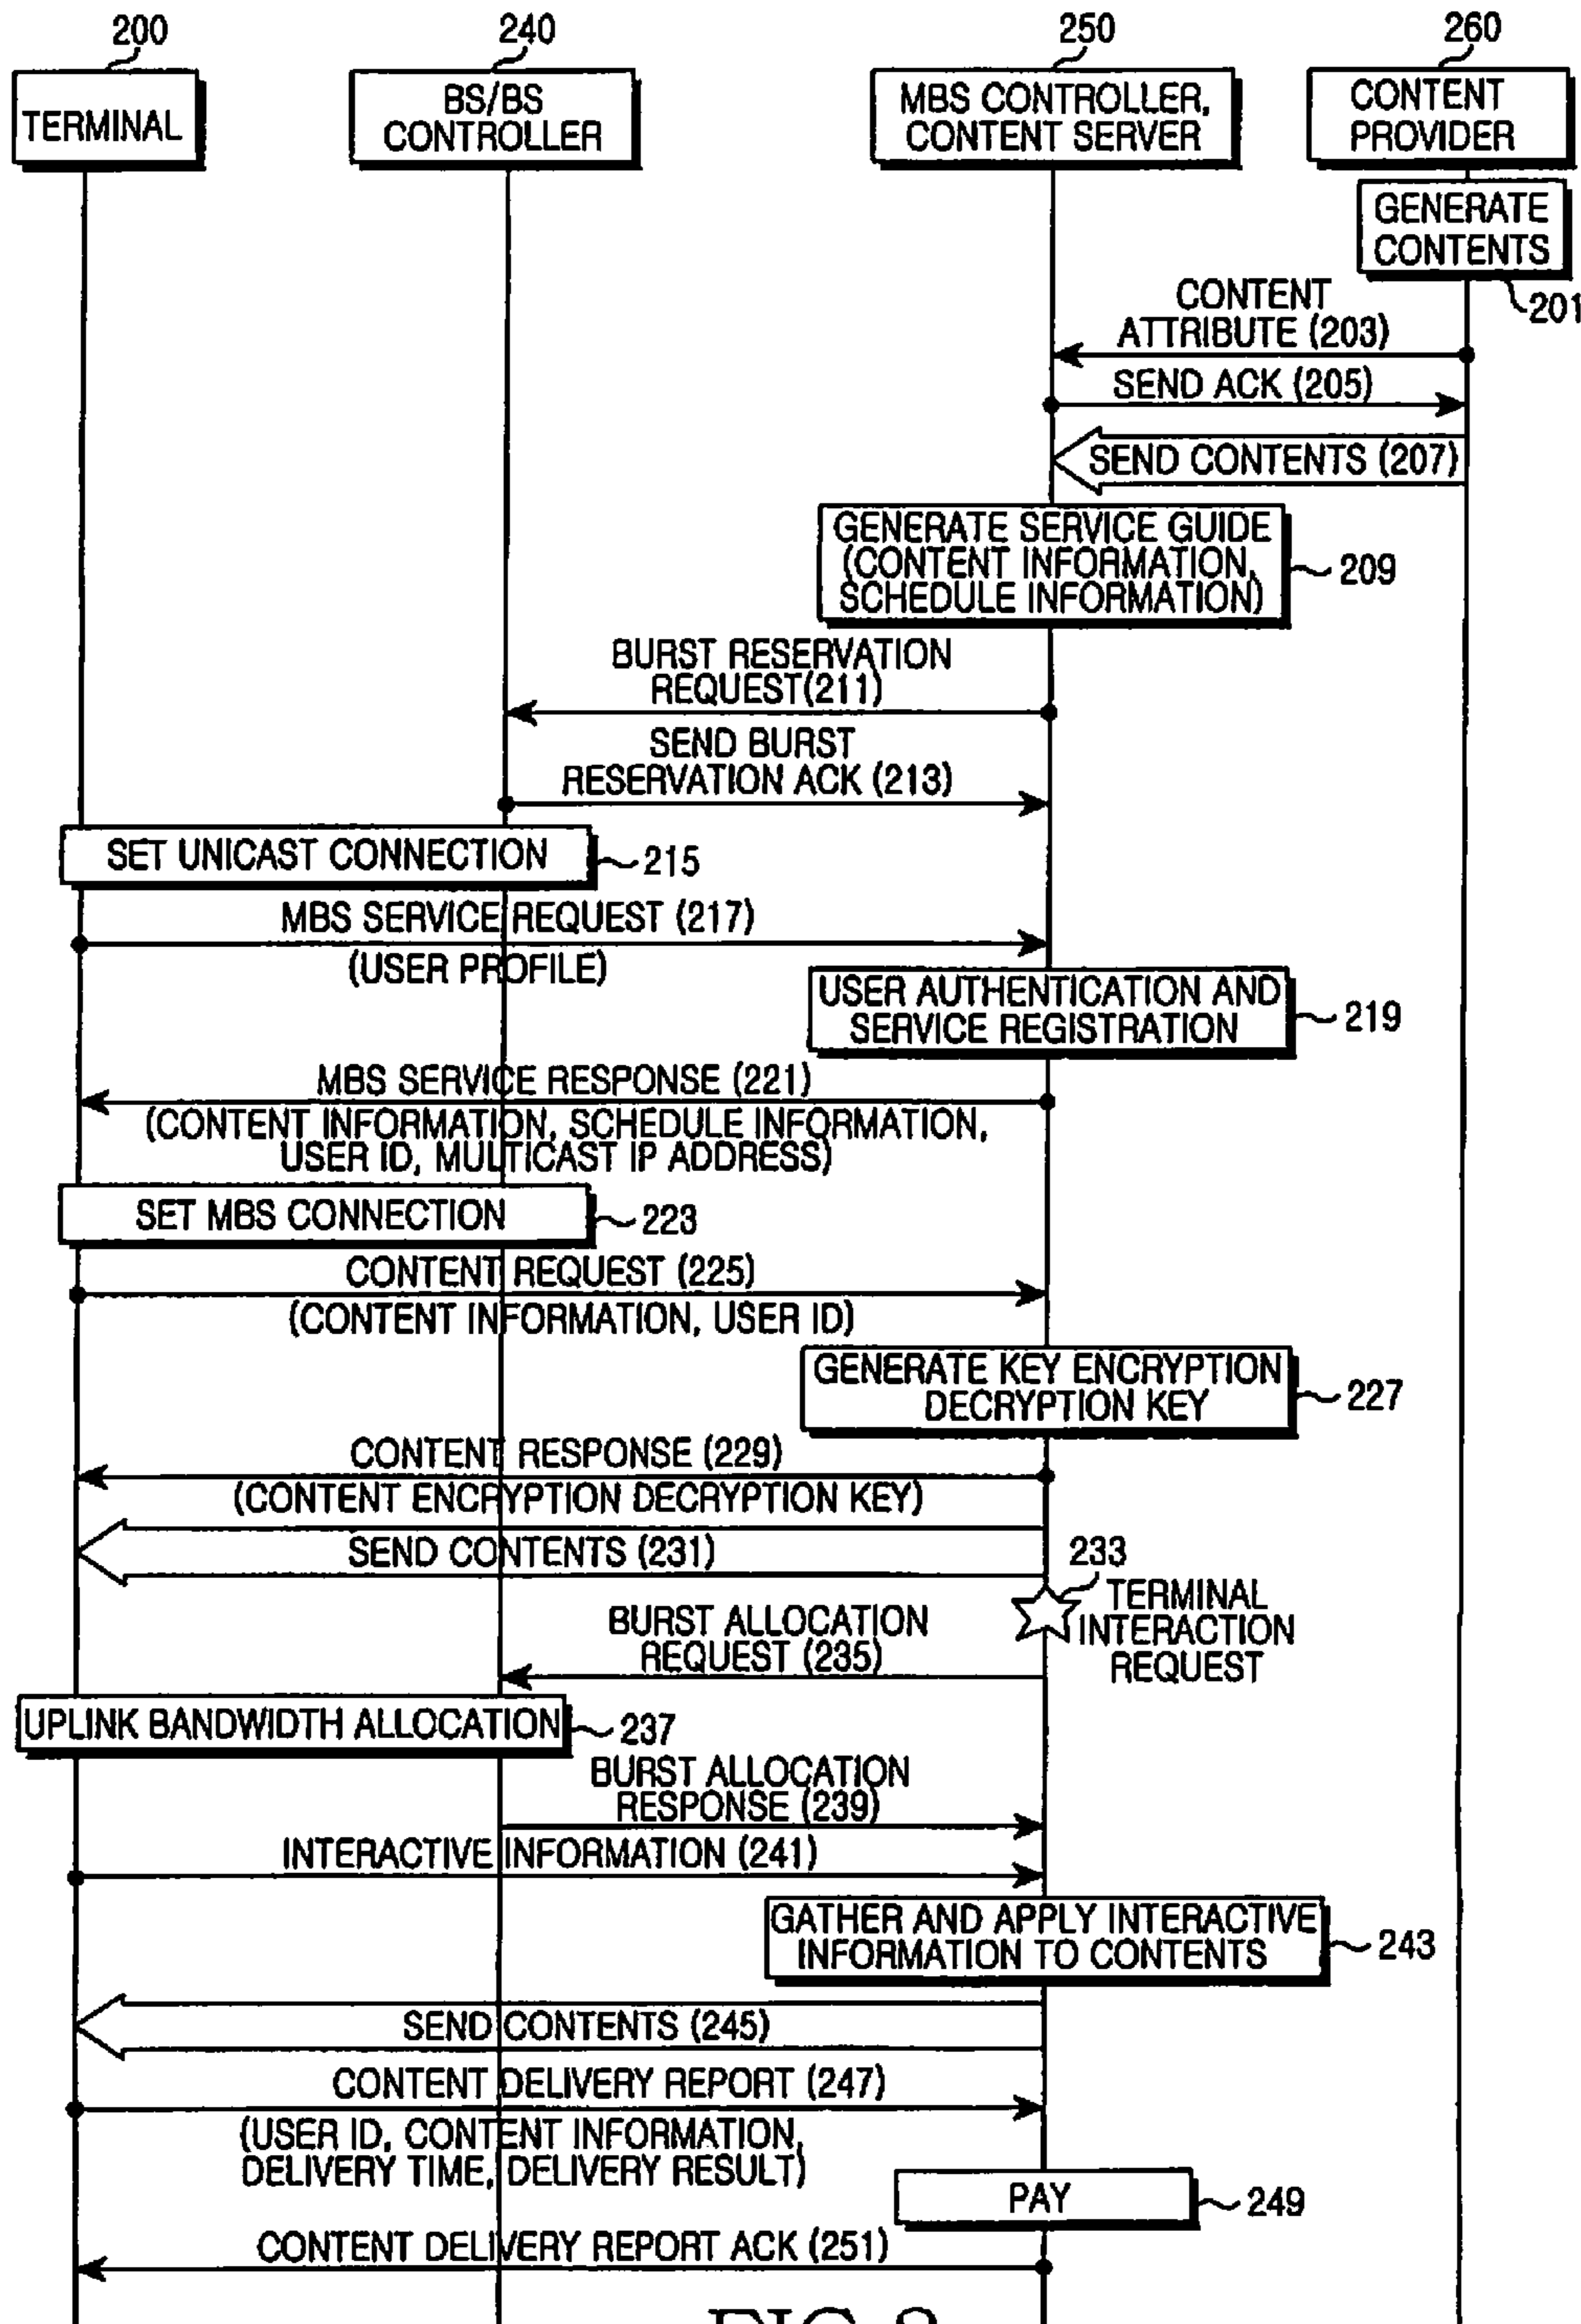 200
240
250
260
TERMINAL
BS/BS
CONTROLLER
MBS CONTROLLER,
CONTENT SERVER
CONTENT
PROVIDER
GENERATE
CONTENTS
201
CONTENT
ATTRIBUTE (203)
SEND ACK (205)
SEND CONTENTS (207)
GENERATE SERVICE GUIDE
(CONTENT INFORMATION,
SCHEDULE INFORMATION)
209
BURST RESERVATION
REQUEST(211)
SEND BURST
RESERVATION ACK (213)
SET UNICAST CONNECTION
215
MBS SERVICE REQUEST (217)
(USER PROFILE)
USER AUTHENTICATION AND
SERVICE REGISTRATION
219
MBS SERVICE RESPONSE (221)
(CONTENT INFORMATION, SCHEDULE INFORMATION,
USER ID, MULTICAST IP ADDRESS)
SET MBS CONNECTION
223
CONTENT REQUEST (225)
(CONTENT INFORMATION, USER ID)
GENERATE KEY ENCRYPTION
DECRYPTION KEY
227
CONTENT RESPONSE (229)
(CONTENT ENCRYPTION DECRYPTION KEY)
SEND CONTENTS (231)
233
TERMINAL
INTERACTION
REQUEST
BURST ALLOCATION
REQUEST (235)
UPLINK BANDWIDTH ALLOCATION
237
BURST ALLOCATION
RESPONSE (239)
INTERACTIVE INFORMATION (241)
GATHER AND APPLY INTERACTIVE
INFORMATION TO CONTENTS
243
SEND CONTENTS (245)
CONTENT DELIVERY REPORT (247)
(USER ID, CONTENT INFORMATION,
DELIVERY TIME, DELIVERY RESULT)
PAY
249
CONTENT DELIVERY REPORT ACK (251)